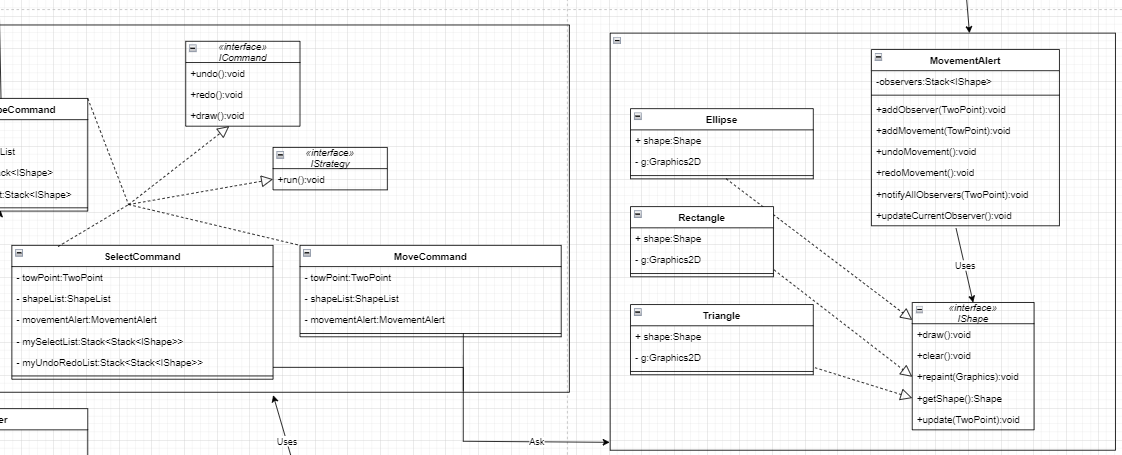 «interface»
ICommand
+undo():void
+redo():void
+draw():void
«interface»
IStrategy
+run():void
peCommand
List
ck<IShape>
t:Stack<IShape>
SelectCommand
- towPoint:TwoPoint
- shapeList:ShapeList
- movementAlert:MovementAlert
- mySelectList:Stack<Stack<IShape>>
- myUndoRedoList:Stack<Stack<IShape>>
MoveCommand
- towPoint:TwoPoint
- shapeList:ShapeList
- movementAlert:MovementAlert
er
Uses
Ask
Ellipse
+ shape:Shape
- g:Graphics2D
Rectangle
+ shape:Shape
- g:Graphics2D
Triangle
+ shape:Shape
- g:Graphics2D
MovementAlert
-observers:Stack<IShape>
+addObserver(TwoPoint):void
+addMovement(TowPoint):void
+undoMovement():void
+redoMovement():void
+notifyAllObservers(TwoPoint):void
+updateCurrentObserver():void
Uses
«interface»
IShape
+draw():void
+clear():void
+repaint(Graphics):void
+getShape():Shape
+update(TwoPoint):void